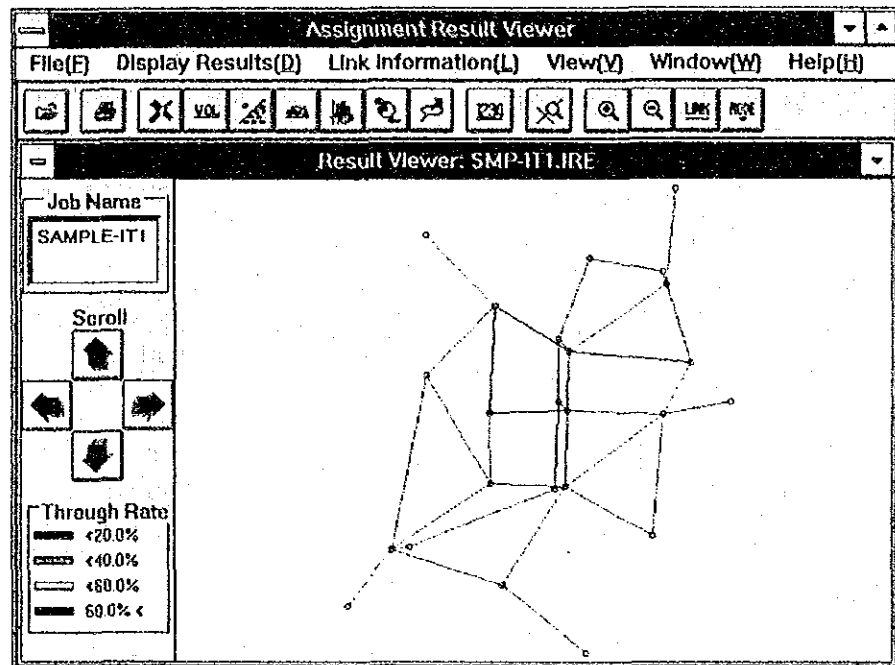 Assignment Result Viewer
File(F) Display Results(D) Link Information(L) View(V) Window(W) Help(H)
VOL LINK
Result Viewer: SMP-IT1.IRE
Job Name
SAMPLE-IT1
Scroll
Through Rate
<20.0%
<40.0%
<60.0%
60.0% <